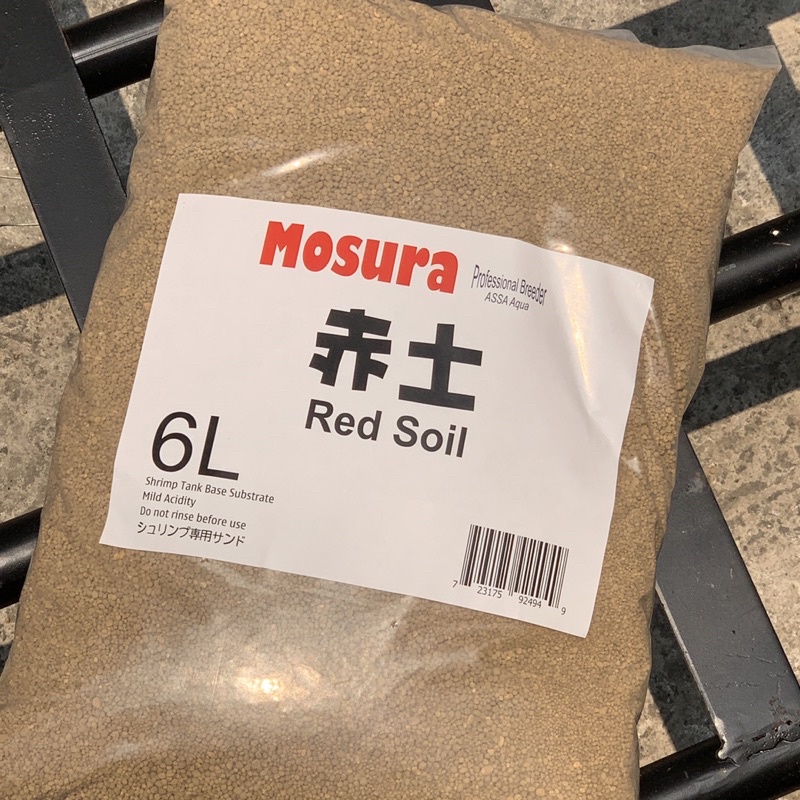 Mosura
Professional Breeder
ASSA Aqua
赤土
Red Soil
6L
Shrimp Tank Base Substrate
Mild Acidity
Do not rinse before use
シュリンプ専用サンド
7 23175 92494 9